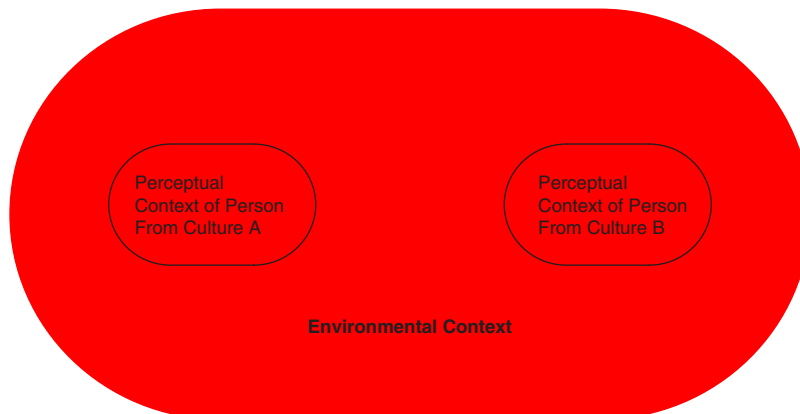 Perceptual
Context of Person
From Culture A
Perceptual
Context of Person
From Culture B
Environmental Context